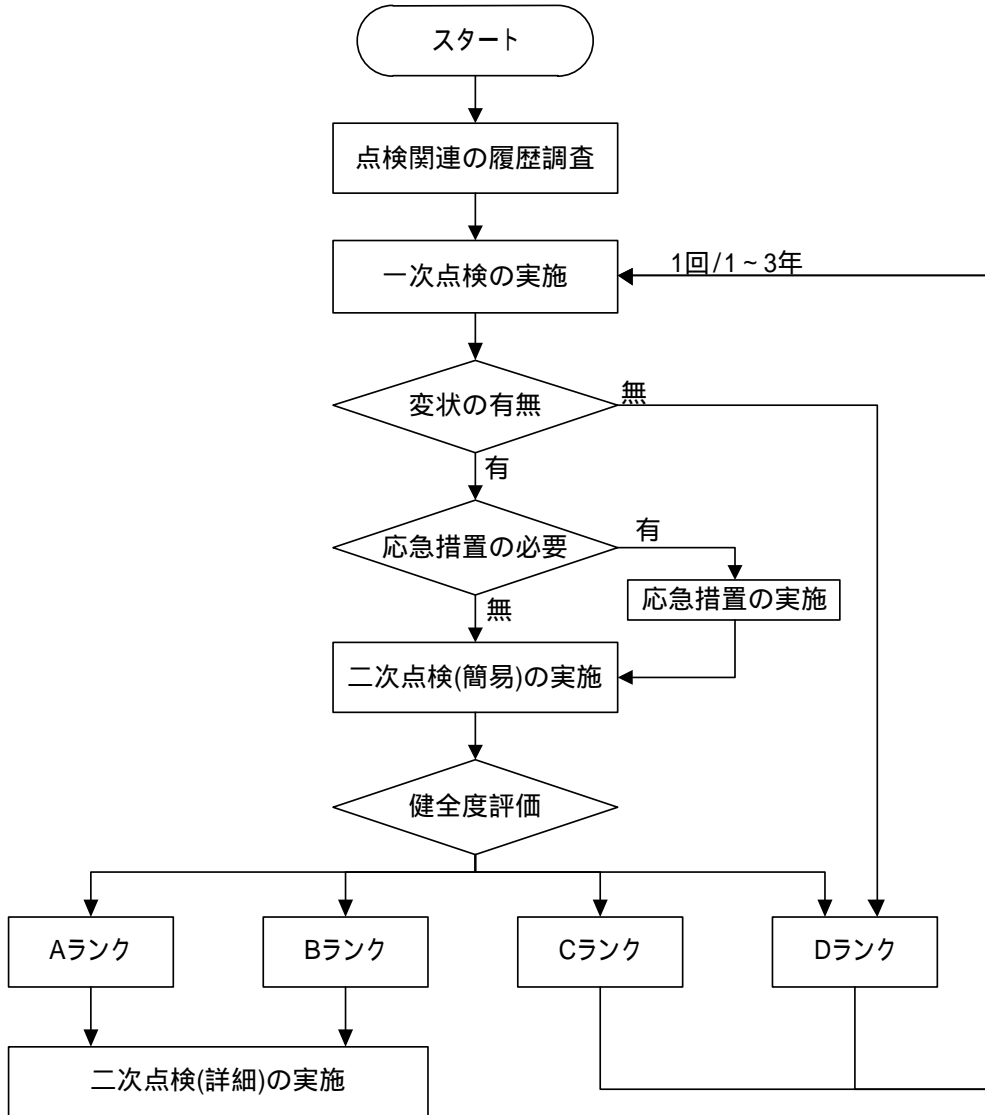 スタート
点検関連の履歴調査
一次点検の実施
1回/1~3年
変状の有無
無
有
応急措置の必要
有
応急措置の実施
無
二次点検(簡易)の実施
健全度評価
Aランク
Bランク
Cランク
Dランク
二次点検(詳細)の実施